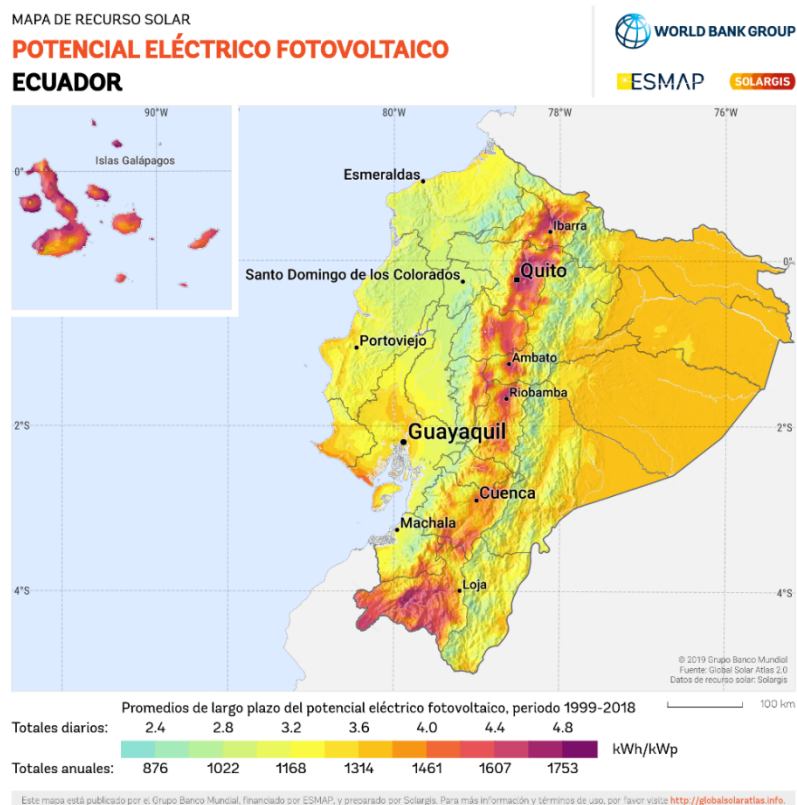 MAPA DE RECURSO SOLAR
POTENCIAL ELÉCTRICO FOTOVOLTAICO
ECUADOR
WORLD BANK GROUP
ESMAP
SOLARGIS
90°W
80°W
78°W
76°W
Islas Galápagos
0°
Esmeraldas
Ibarra
0°
Quito
Santo Domingo de los Colorados
Portoviejo
Ambato
Riobamba
2°S
Guayaquil
2°S
Cuenca
Machala
4°S
Loja
4°S
© 2019 Grupo Banco Mundial
Fuente: Global Solar Atlas 2.0
Datos de recurso solar: Solargis
Promedios de largo plazo del potencial eléctrico fotovoltaico, periodo 1999-2018
100 km
Totales diarios: 2.4 2.8 3.2 3.6 4.0 4.4 4.8
kWh/kWp
Totales anuales: 876 1022 1168 1314 1461 1607 1753
Este mapa está publicado por el Grupo Banco Mundial, financiado por ESMAP, y preparado por Solargis. Para más información y términos de uso, por favor visite http://globalsolaratlas.info.